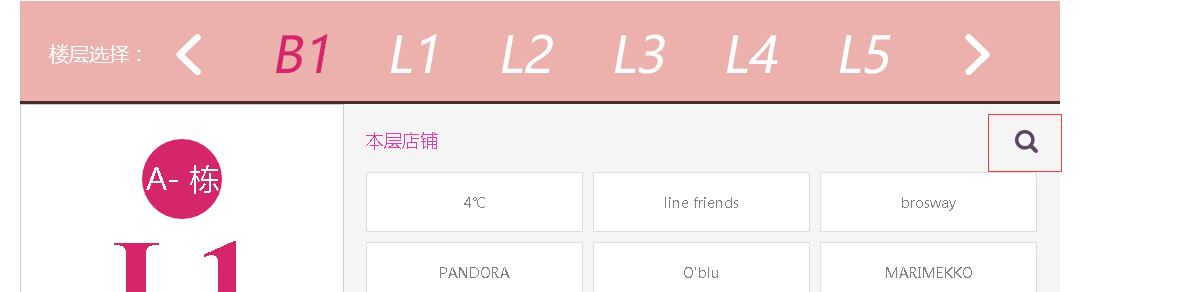 楼层选择： B1 L1 L2 L3 L4 L5
本层店铺
A- 栋
L1
4℃ line friends brosway
PANDORA O'blu MARIMEKKO